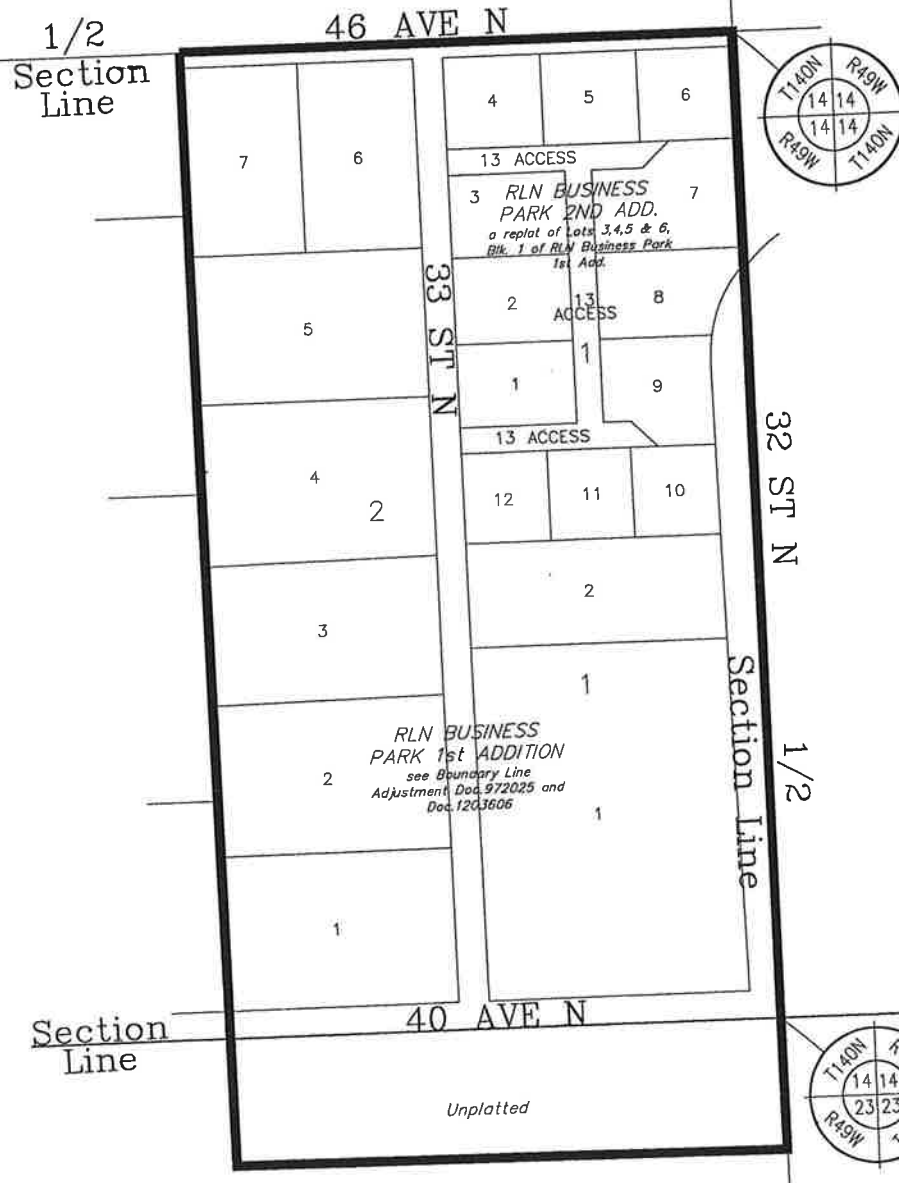 46 AVE N
1/2
Section
Line
T140N
R49W
14 14
14 14
R49W
T140N
7
6
4
5
6
13 ACCESS
3
RLN BUSINESS
PARK 2ND ADD.
a replat of Lots 3,4,5 & 6,
Blk. 1 of RLN Business Park
1st Add.
7
33 ST N
5
2
13
ACCESS
8
1
1
9
13 ACCESS
32 ST N
4
2
12
11
10
2
3
1
Section Line
1/2
RLN BUSINESS
PARK 1st ADDITION
see Boundary Line
Adjustment Doc.972025 and
Doc.1203606
2
1
1
40 AVE N
Section
Line
T140N
14 14
23 23
R49W
Unplatted